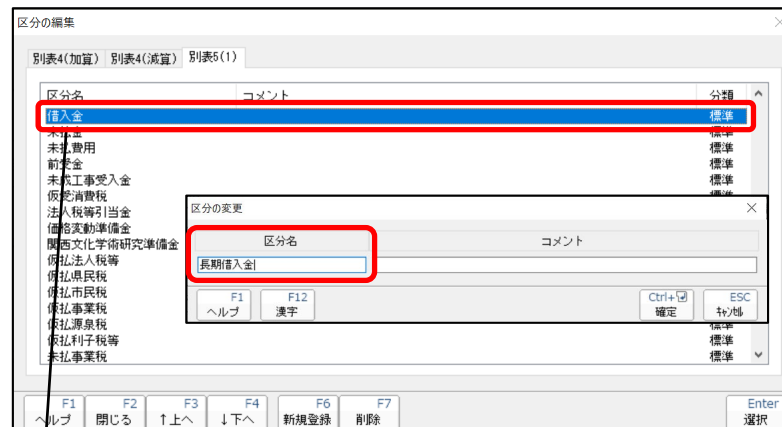 区分の編集
別表4(加算) 別表4(減算) 別表5(1)
区分名 コメント 分類
借入金 標準
未払金 標準
未払費用 標準
前受金 標準
未成工事受入金 標準
仮受消費税 標準
法人税等引当金
価格変動準備金
関西文化学術研究準備金
仮払法人税等
仮払県民税
仮払市民税
仮払事業税
仮払源泉税 標準
仮払利子税等 標準
未払事業税 標準
区分の変更
区分名 コメント
長期借入金
F1 F12 Ctrl+ ESC
ヘルプ 漢字 確定 ｷｬﾝｾﾙ
F1 F2 F3 F4 F6 F7 Enter
ヘルプ 閉じる ↑上へ ↓下へ 新規登録 削除 選択